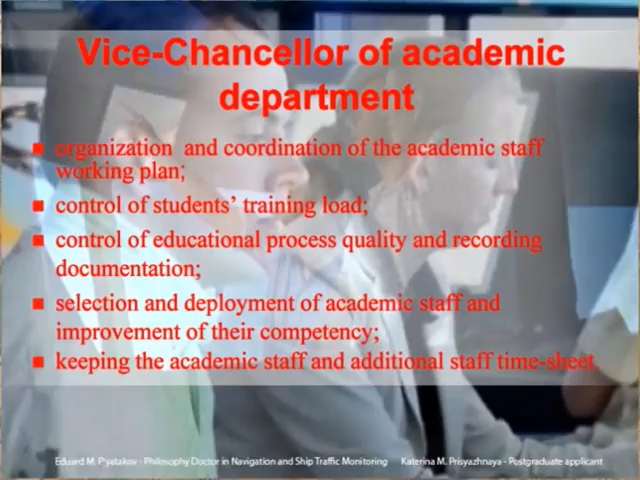 Vice-Chancellor of academic
department
organization and coordination of the academic staff
working plan;
control of students' training load;
control of educational process quality and recording
documentation;
selection and deployment of academic staff and
improvement of their competency;
keeping the academic staff and additional staff time-sheet.
Eduard M. P'yatakov - Philosophy Doctor in Navigation and Ship Traffic Monitoring Katerina M. Prisyazhnaya - Postgraduate applicant